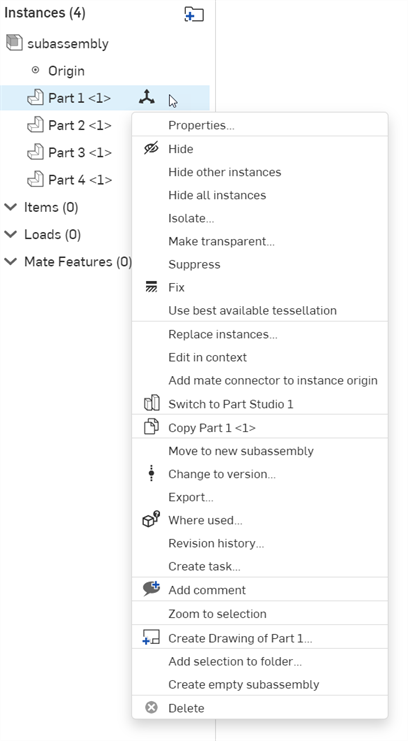 Instances (4)
subassembly
Origin
Part 1 <1>
Part 2 <1>
Part 3 <1>
Part 4 <1>
Items (0)
Loads (0)
Mate Features (0)
Properties...
Hide
Hide other instances
Hide all instances
Isolate...
Make transparent...
Suppress
Fix
Use best available tessellation
Replace instances...
Edit in context
Add mate connector to instance origin
Switch to Part Studio 1
Copy Part 1 <1>
Move to new subassembly
Change to version...
Export...
Where used...
Revision history...
Create task...
Add comment
Zoom to selection
Create Drawing of Part 1...
Add selection to folder...
Create empty subassembly
Delete